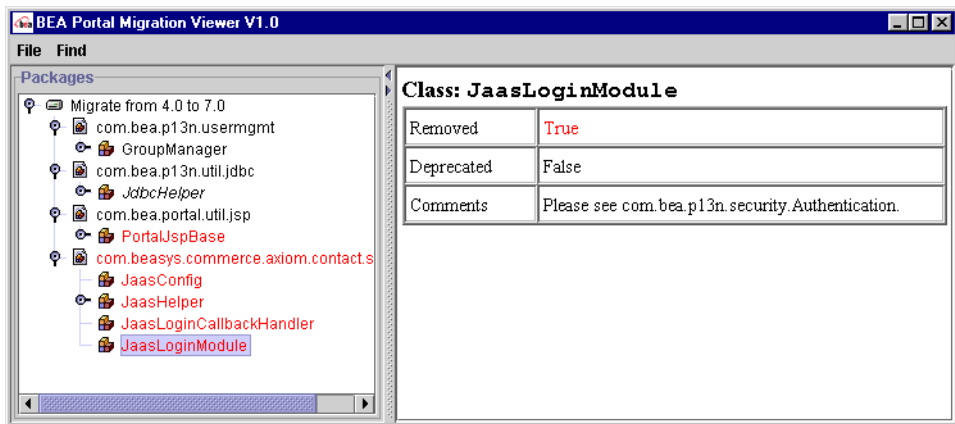 bea BEA Portal Migration Viewer V1.0
File Find
Packages
Migrate from 4.0 to 7.0
com.bea.p13n.usermgmt
GroupManager
com.bea.p13n.util.jdbc
JdbcHelper
com.bea.portal.util.jsp
PortalJspBase
com.beasys.commerce.axiom.contact.s
JaasConfig
JaasHelper
JaasLoginCallbackHandler
JaasLoginModule
Class: JaasLoginModule
Removed True
Deprecated False
Comments Please see com.bea.p13n.security.Authentication.